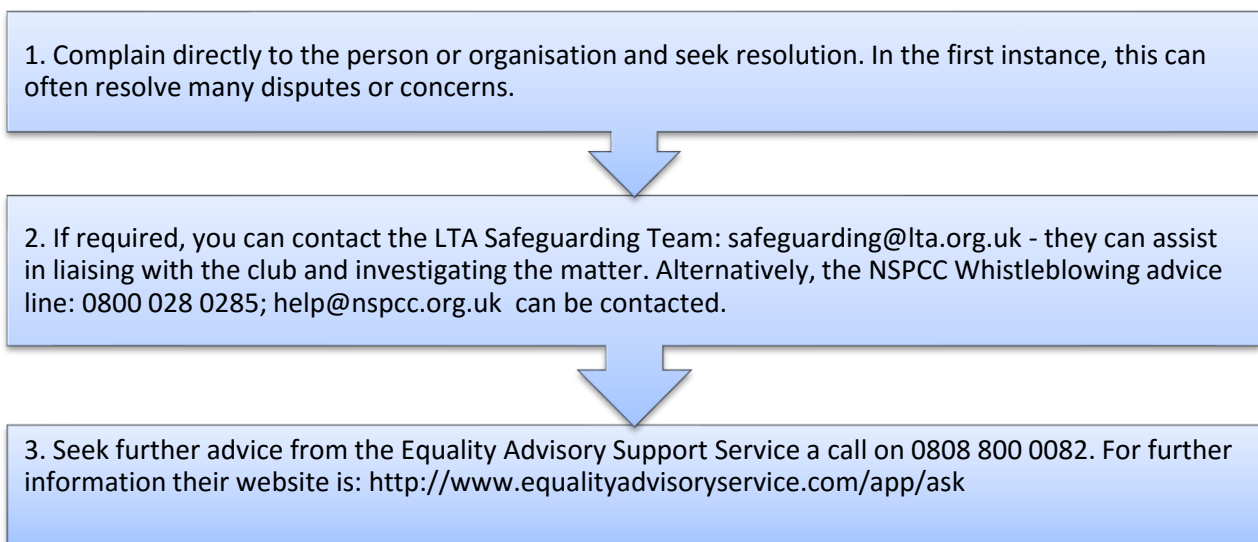 1. Complain directly to the person or organisation and seek resolution. In the first instance, this can
often resolve many disputes or concerns.
2. If required, you can contact the LTA Safeguarding Team: safeguarding@lta.org.uk - they can assist
in liaising with the club and investigating the matter. Alternatively, the NSPCC Whistleblowing advice
line: 0800 028 0285; help@nspcc.org.uk  can be contacted.
3. Seek further advice from the Equality Advisory Support Service a call on 0808 800 0082. For further
information their website is: http://www.equalityadvisoryservice.com/app/ask